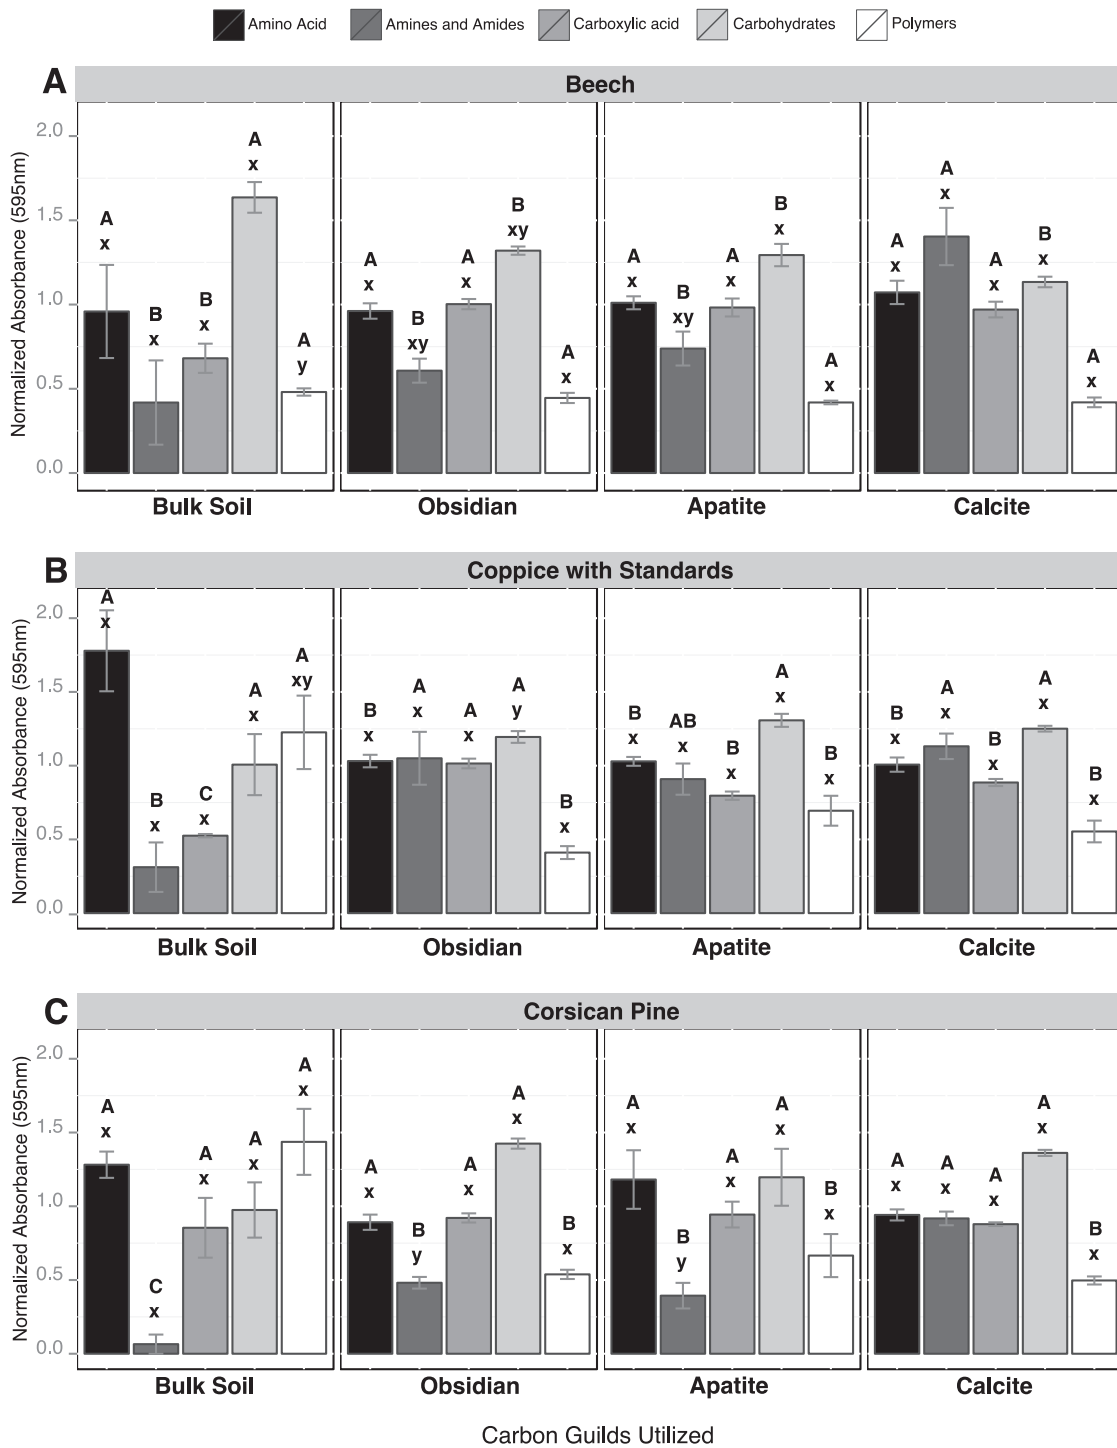 Amino Acid Amines and Amides Carboxylic acid Carbohydrates Polymers
A Beech
Normalized Absorbance (595nm)
2.0
1.5
1.0
0.5
0.0
A x B x B x A x A y
A x B xy A x B xy A x
A x B xy A x B x A x
A x A x A x B x A x
Bulk Soil Obsidian Apatite Calcite
B Coppice with Standards
Normalized Absorbance (595nm)
2.0
1.5
1.0
0.5
0.0
A x B x C x A x A xy
B x A x A x A y B x
B x AB x B x A x B x
B x A x B x A x B x
Bulk Soil Obsidian Apatite Calcite
C Corsican Pine
Normalized Absorbance (595nm)
2.0
1.5
1.0
0.5
0.0
A x C x A x A x A x
A x B y A x A x B x
A x B y A x A x B x
A x A x A x A x B x
Bulk Soil Obsidian Apatite Calcite
Carbon Guilds Utilized